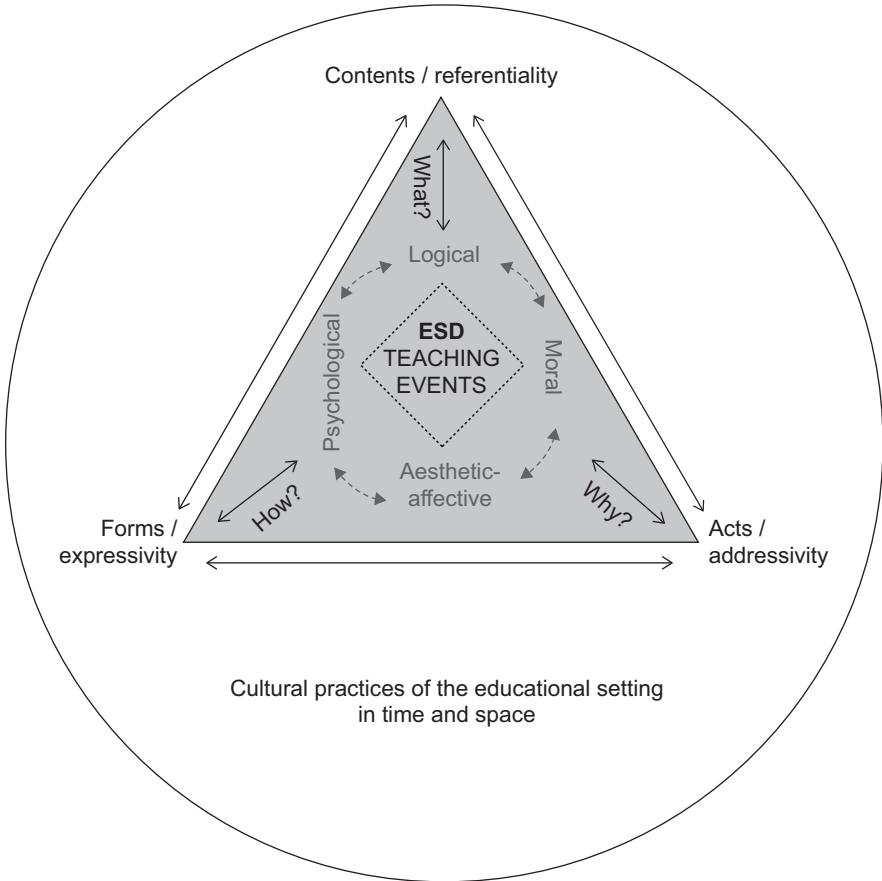 Contents / referentiality
What?
Logical
Psychological
ESD
TEACHING
EVENTS
Moral
Aesthetic-
affective
How?
Why?
Forms /
expressivity
Acts /
addressivity
Cultural practices of the educational setting
in time and space